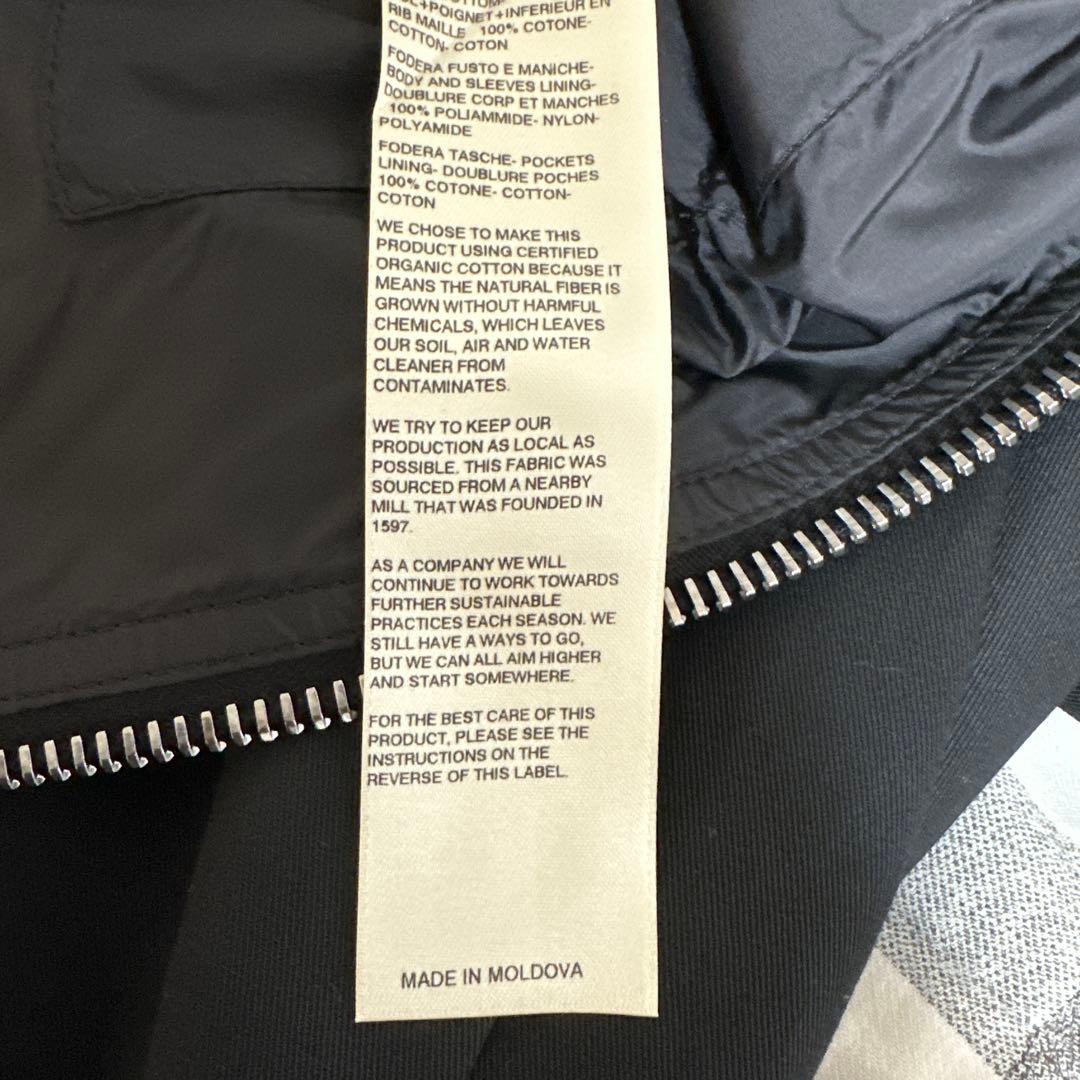 +POIGNET+INFERIEUR EN
RIB MAILLE 100% COTONE-
COTTON- COTON
FODERA FUSTO E MANICHE-
BODY AND SLEEVES LINING-
DOUBLURE CORP ET MANCHES
100% POLIAMMIDE- NYLON-
POLYAMIDE
FODERA TASCHE- POCKETS
LINING- DOUBLURE POCHES
100% COTONE- COTTON-
COTON
WE CHOSE TO MAKE THIS
PRODUCT USING CERTIFIED
ORGANIC COTTON BECAUSE IT
MEANS THE NATURAL FIBER IS
GROWN WITHOUT HARMFUL
CHEMICALS, WHICH LEAVES
OUR SOIL, AIR AND WATER
CLEANER FROM
CONTAMINATES.
WE TRY TO KEEP OUR
PRODUCTION AS LOCAL AS
POSSIBLE. THIS FABRIC WAS
SOURCED FROM A NEARBY
MILL THAT WAS FOUNDED IN
1597.
AS A COMPANY WE WILL
CONTINUE TO WORK TOWARDS
FURTHER SUSTAINABLE
PRACTICES EACH SEASON. WE
STILL HAVE A WAYS TO GO,
BUT WE CAN ALL AIM HIGHER
AND START SOMEWHERE.
FOR THE BEST CARE OF THIS
PRODUCT, PLEASE SEE THE
INSTRUCTIONS ON THE
REVERSE OF THIS LABEL.
MADE IN MOLDOVA